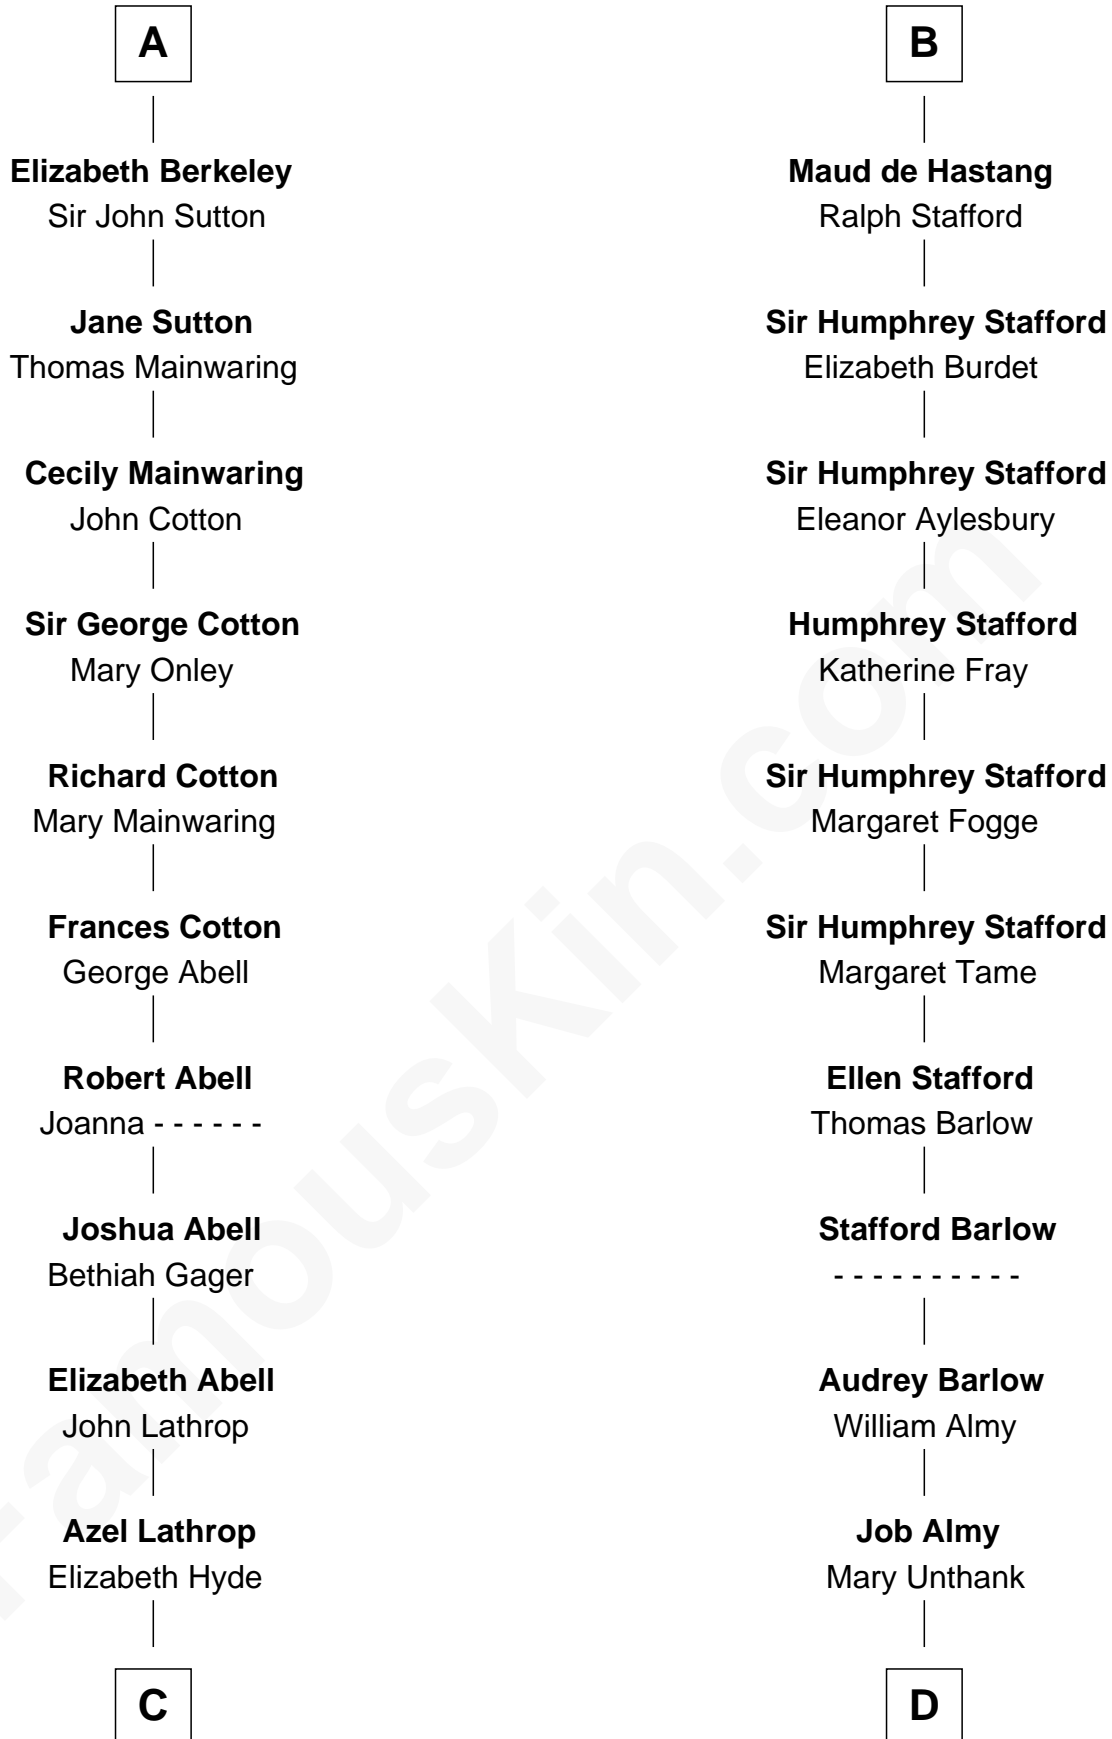 A
Elizabeth Berkeley
Sir John Sutton
Jane Sutton
Thomas Mainwaring
Cecily Mainwaring
John Cotton
Sir George Cotton
Mary Onley
Richard Cotton
Mary Mainwaring
Frances Cotton
George Abell
Robert Abell
Joanna - - - - - -
Joshua Abell
Bethiah Gager
Elizabeth Abell
John Lathrop
Azel Lathrop
Elizabeth Hyde
C
B
Maud de Hastang
Ralph Stafford
Sir Humphrey Stafford
Elizabeth Burdet
Sir Humphrey Stafford
Eleanor Aylesbury
Humphrey Stafford
Katherine Fray
Sir Humphrey Stafford
Margaret Fogge
Sir Humphrey Stafford
Margaret Tame
Ellen Stafford
Thomas Barlow
Stafford Barlow
- - - - - - - - - -
Audrey Barlow
William Almy
Job Almy
Mary Unthank
D
FamousKin.com